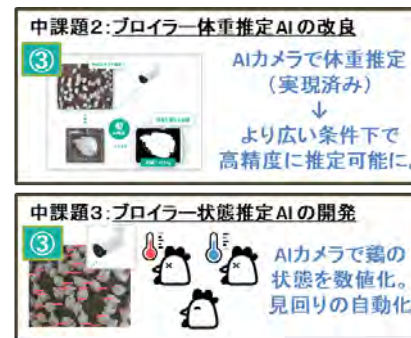 中課題2:ブロイラー体重推定AIの改良
③
AIカメラで体重推定
(実現済み)
↓
より広い条件下で
高精度に推定可能に。
中課題3:ブロイラー状態推定AIの開発
③
AIカメラで鶏の
状態を数値化。
見回りの自動化